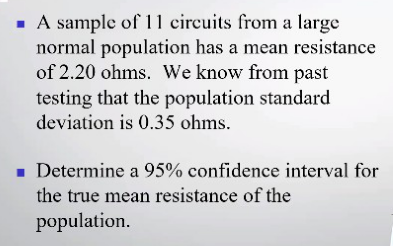 ▪ A sample of 11 circuits from a large
normal population has a mean resistance
of 2.20 ohms. We know from past
testing that the population standard
deviation is 0.35 ohms.
▪ Determine a 95% confidence interval for
the true mean resistance of the
population.